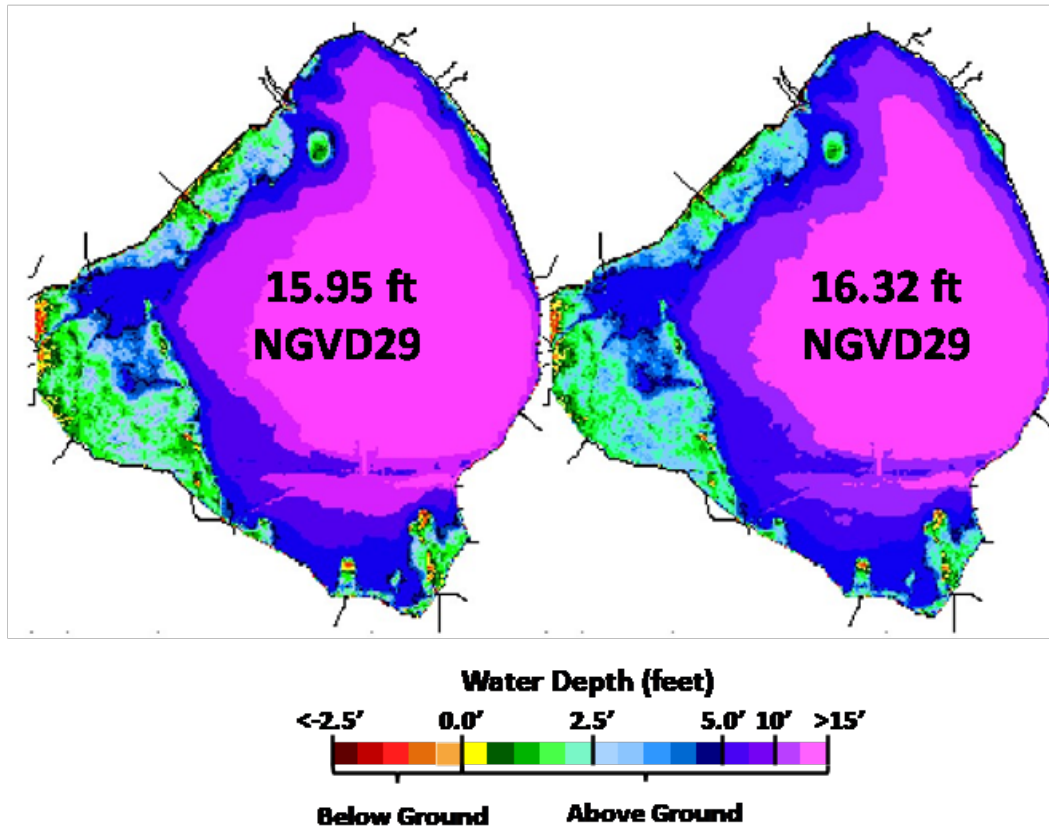 15.95 ft
NGVD29
16.32 ft
NGVD29
Water Depth (feet)
<-2.5’ 0.0’ 2.5’ 5.0’ 10’ >15’
Below Ground Above Ground